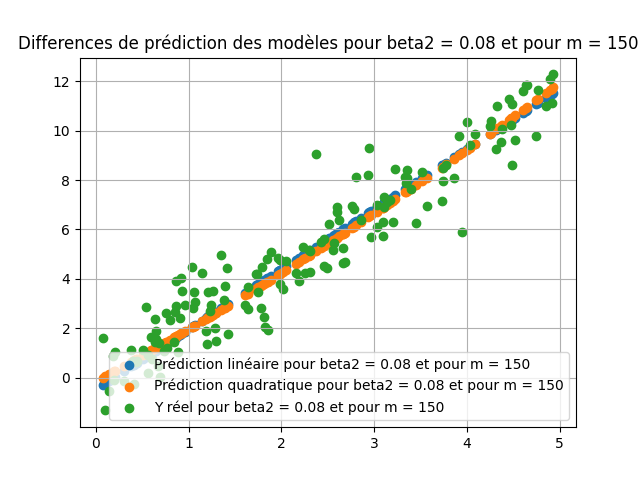 Differences de prédiction des modèles pour beta2 = 0.08 et pour m = 150
12
10
8
6
4
2
0
Prédiction linéaire pour beta2 = 0.08 et pour m = 150
Prédiction quadratique pour beta2 = 0.08 et pour m = 150
Y réel pour beta2 = 0.08 et pour m = 150
0 1 2 3 4 5